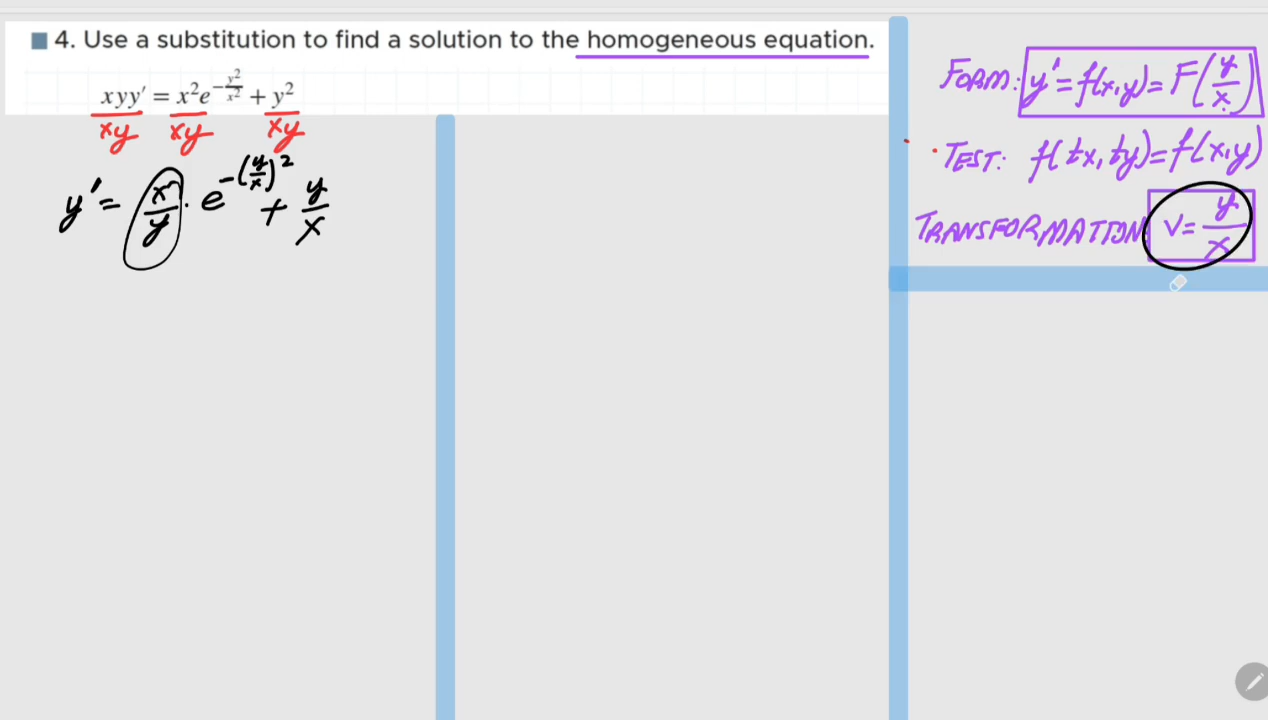 4. Use a substitution to find a solution to the homogeneous equation.
xyy′ = x²e^(−y²/x²) + y²
xy xy xy
y′ = x/y · e^(−(y/x)²) + y/x
FORM: y′ = f(x,y) = F(y/x)
· TEST: f(tx, ty) = f(x,y)
TRANSFORMATION V = y/x